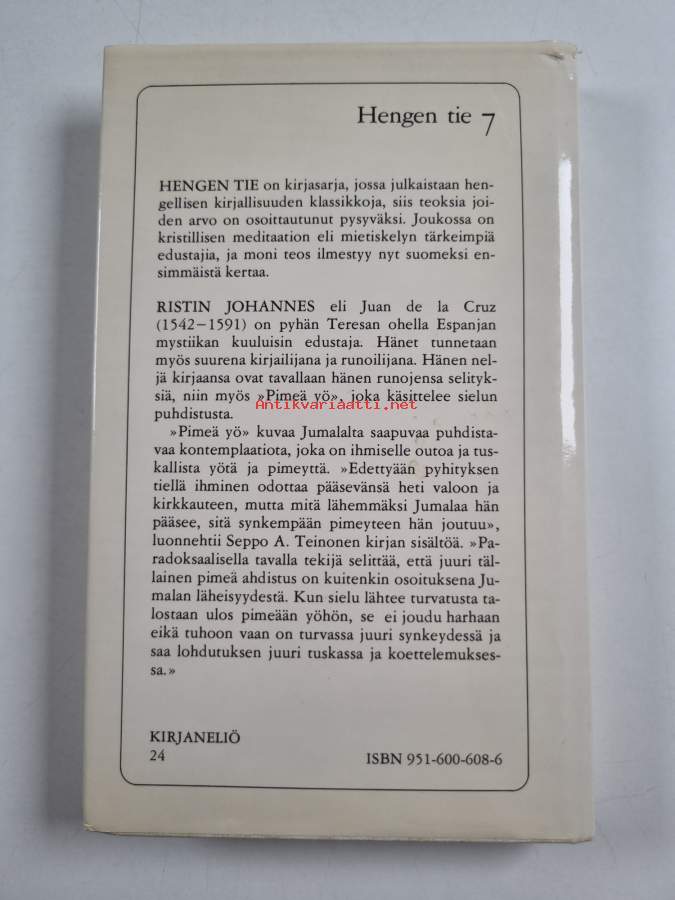 Hengen tie 7
HENGEN TIE on kirjasarja, jossa julkaistaan hen-
gellisen kirjallisuuden klassikkoja, siis teoksia joi-
den arvo on osoittautunut pysyväksi. Joukossa on
kristillisen meditaation eli mietiskelyn tärkeimpiä
edustajia, ja moni teos ilmestyy nyt suomeksi en-
simmäistä kertaa.
RISTIN JOHANNES eli Juan de la Cruz
(1542–1591) on pyhän Teresan ohella Espanjan
mystiikan kuuluisin edustaja. Hänet tunnetaan
myös suurena kirjailijana ja runoilijana. Hänen nel-
jä kirjaansa ovat tavallaan hänen runojensa selityk-
siä, niin myös »Pimeä yö», joka käsittelee sielun
puhdistusta.
Antikvariaatti.net
»Pimeä yö» kuvaa Jumalalta saapuvaa puhdista-
vaa kontemplaatiota, joka on ihmiselle outoa ja tus-
kallista yötä ja pimeyttä. »Edettyään pyhityksen
tiellä ihminen odottaa pääsevänsä heti valoon ja
kirkkauteen, mutta mitä lähemmäksi Jumalaa hän
pääsee, sitä synkempään pimeyteen hän joutuu»,
luonnehtii Seppo A. Teinonen kirjan sisältöä. »Pa-
radoksaalisella tavalla tekijä selittää, että juuri täl-
lainen pimeä ahdistus on kuitenkin osoituksena Ju-
malan läheisyydestä. Kun sielu lähtee turvatusta ta-
lostaan ulos pimeään yöhön, se ei joudu harhaan
eikä tuhoon vaan on turvassa juuri synkeydessä ja
saa lohdutuksen juuri tuskassa ja koettelemukses-
sa.»
KIRJANELIÖ
24
ISBN 951-600-608-6